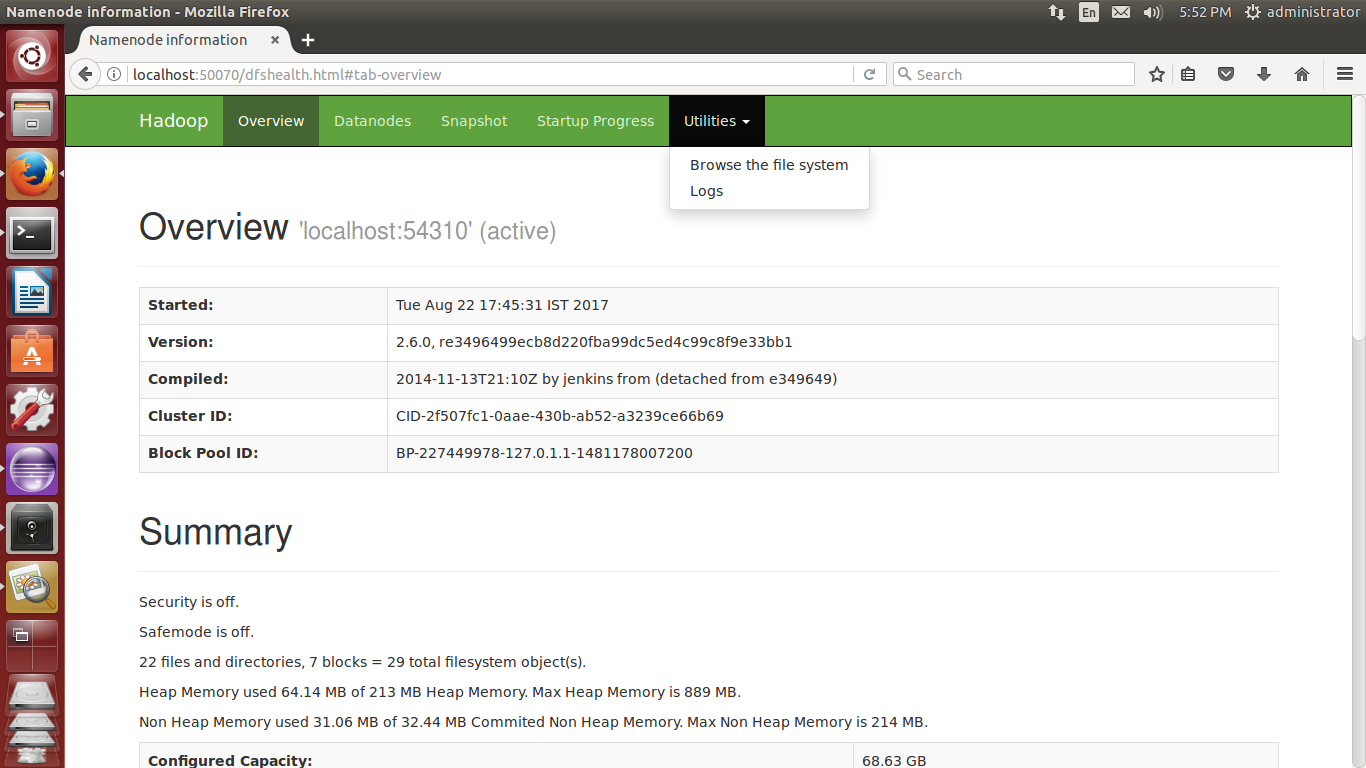 Namenode information - Mozilla Firefox
En
5:52 PM
administrator
Namenode information
localhost:50070/dfshealth.html#tab-overview
Search
Hadoop
Overview
Datanodes
Snapshot
Startup Progress
Utilities
Browse the file system
Logs
Overview 'localhost:54310' (active)
Started: Tue Aug 22 17:45:31 IST 2017
Version: 2.6.0, re3496499ecb8d220fba99dc5ed4c99c8f9e33bb1
Compiled: 2014-11-13T21:10Z by jenkins from (detached from e349649)
Cluster ID: CID-2f507fc1-0aae-430b-ab52-a3239ce66b69
Block Pool ID: BP-227449978-127.0.1.1-1481178007200
Summary
Security is off.
Safemode is off.
22 files and directories, 7 blocks = 29 total filesystem object(s).
Heap Memory used 64.14 MB of 213 MB Heap Memory. Max Heap Memory is 889 MB.
Non Heap Memory used 31.06 MB of 32.44 MB Commited Non Heap Memory. Max Non Heap Memory is 214 MB.
Configured Capacity: 68.63 GB